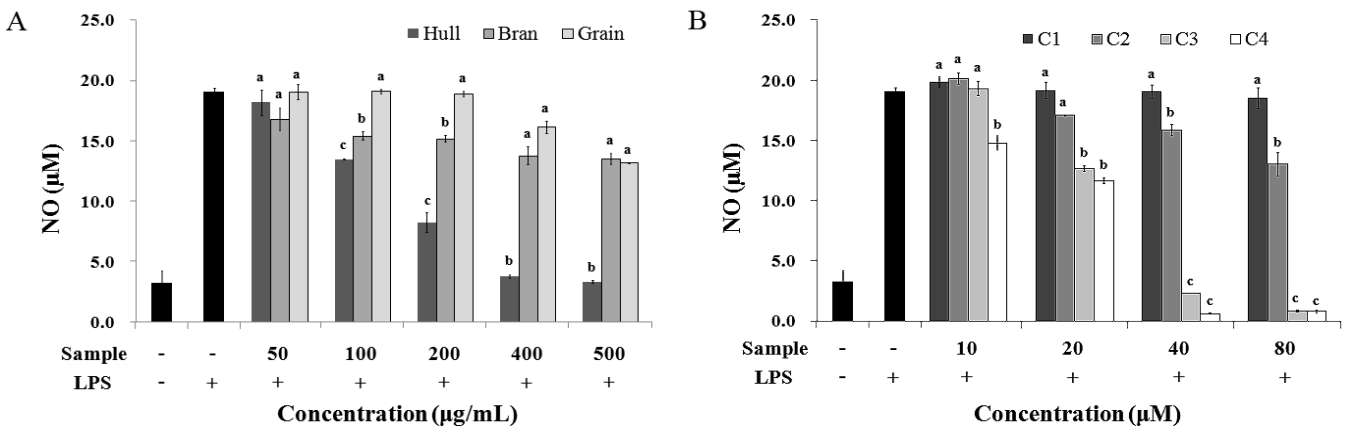 A
25.0
20.0
15.0
10.0
5.0
0.0
NO (µM)
Hull Bran Grain
a a a
c b a
c b a
b a a
b a a
Sample - - 50 100 200 400 500
LPS - + + + + + +
Concentration (µg/mL)
B
25.0
20.0
15.0
10.0
5.0
0.0
NO (µM)
C1 C2 C3 C4
a a a b
a a b b
a b c c
a b c c
Sample - - 10 20 40 80
LPS - + + + + +
Concentration (µM)